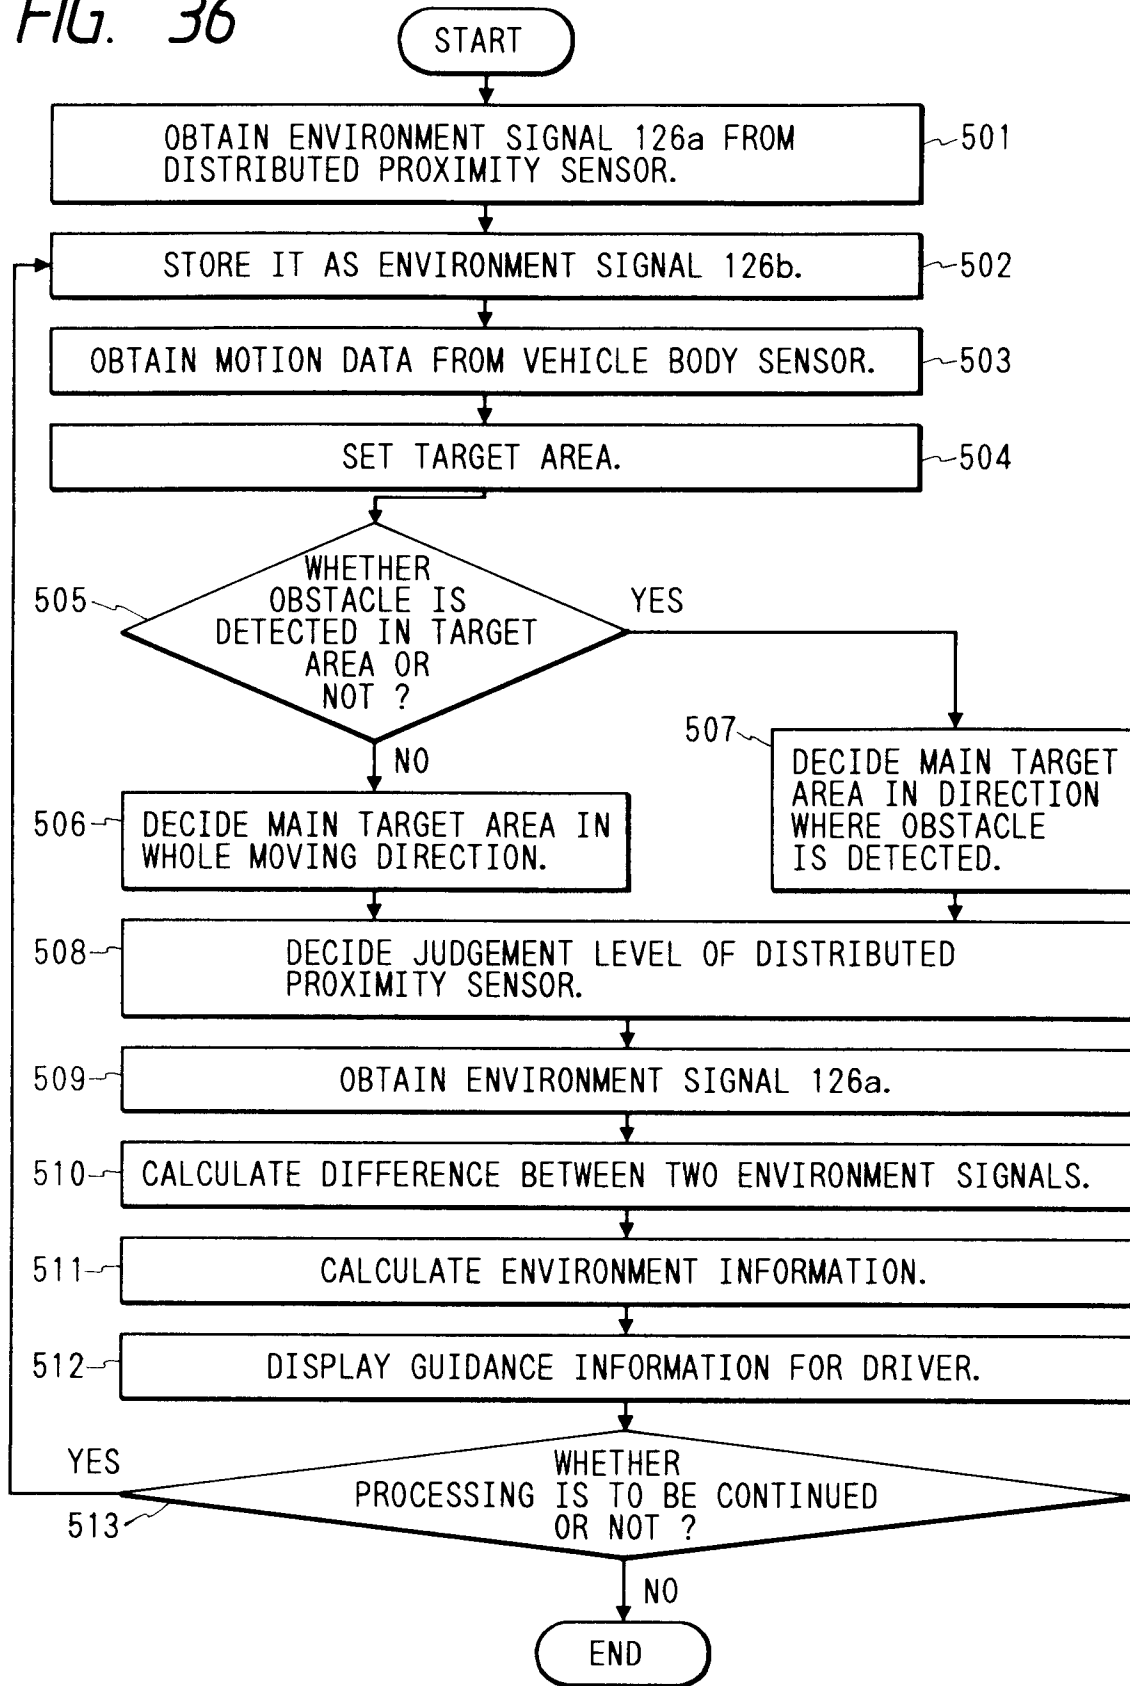 FIG. 36
START
OBTAIN ENVIRONMENT SIGNAL 126a FROM
DISTRIBUTED PROXIMITY SENSOR.
501
STORE IT AS ENVIRONMENT SIGNAL 126b.
502
OBTAIN MOTION DATA FROM VEHICLE BODY SENSOR.
503
SET TARGET AREA.
504
505
WHETHER
OBSTACLE IS
DETECTED IN TARGET
AREA OR
NOT ?
YES
NO
507
DECIDE MAIN TARGET
AREA IN DIRECTION
WHERE OBSTACLE
IS DETECTED.
506
DECIDE MAIN TARGET AREA IN
WHOLE MOVING DIRECTION.
508
DECIDE JUDGEMENT LEVEL OF DISTRIBUTED
PROXIMITY SENSOR.
509
OBTAIN ENVIRONMENT SIGNAL 126a.
510
CALCULATE DIFFERENCE BETWEEN TWO ENVIRONMENT SIGNALS.
511
CALCULATE ENVIRONMENT INFORMATION.
512
DISPLAY GUIDANCE INFORMATION FOR DRIVER.
YES
513
WHETHER
PROCESSING IS TO BE CONTINUED
OR NOT ?
NO
END